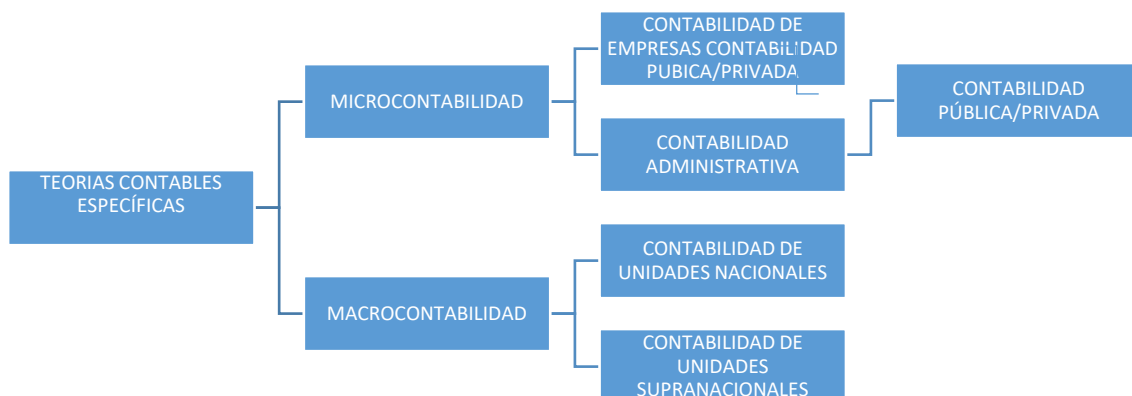 CONTABILIDAD DE
EMPRESAS CONTABILIDAD
PUBICA/PRIVADA
MICROCONTABILIDAD
CONTABILIDAD
PÚBLICA/PRIVADA
CONTABILIDAD
ADMINISTRATIVA
TEORIAS CONTABLES
ESPECÍFICAS
CONTABILIDAD DE
UNIDADES NACIONALES
MACROCONTABILIDAD
CONTABILIDAD DE
UNIDADES
SUPRANACIONALES